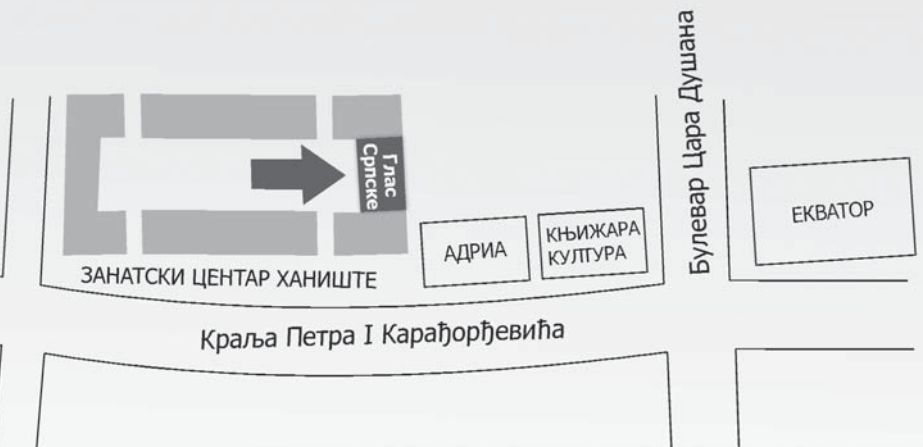 Глас
Српске
Булевар Цара Душана
ЕКВАТОР
АДРИА
КЊИЖАРА
КУЛТУРА
ЗАНАТСКИ ЦЕНТАР ХАНИШТЕ
Краља Петра I Карађорђевића